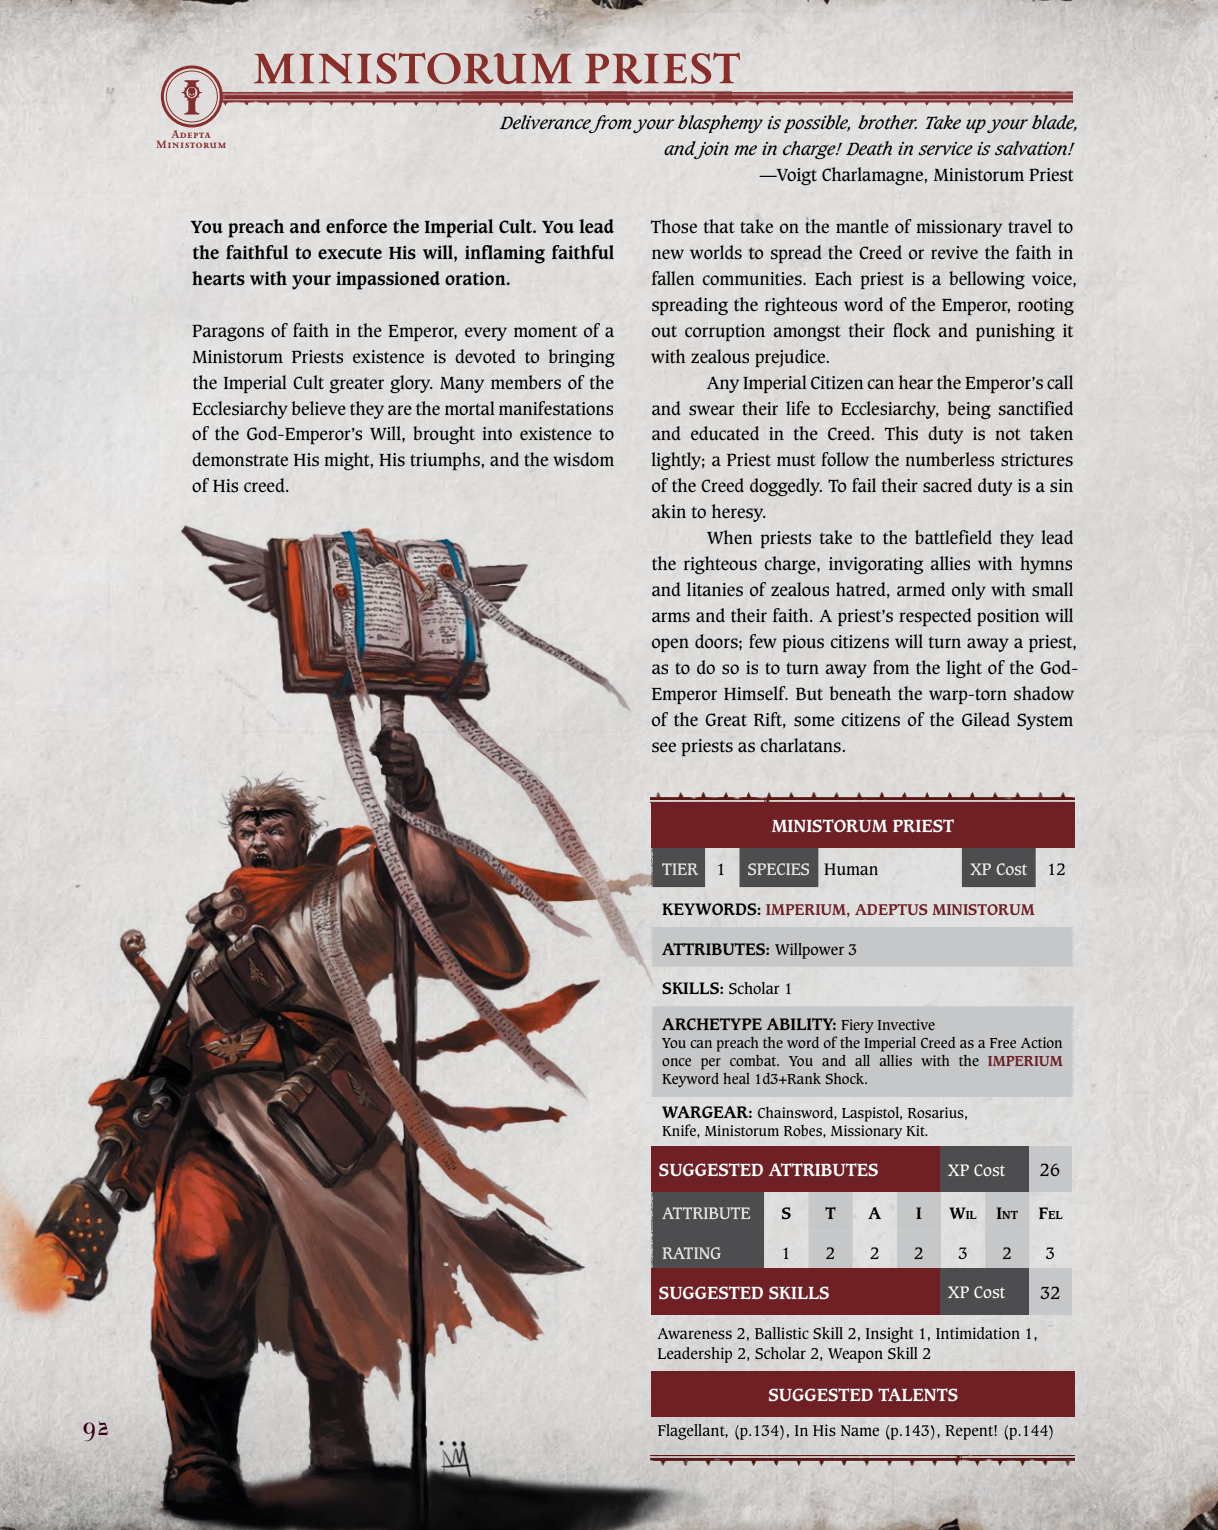 MINISTORUM PRIEST
ADEPTA
MINISTORUM
Deliverance from your blasphemy is possible, brother. Take up your blade,
and join me in charge! Death in service is salvation!
—Voigt Charlamagne, Ministorum Priest
You preach and enforce the Imperial Cult. You lead
the faithful to execute His will, inflaming faithful
hearts with your impassioned oration.
Paragons of faith in the Emperor, every moment of a
Ministorum Priests existence is devoted to bringing
the Imperial Cult greater glory. Many members of the
Ecclesiarchy believe they are the mortal manifestations
of the God-Emperor’s Will, brought into existence to
demonstrate His might, His triumphs, and the wisdom
of His creed.
Those that take on the mantle of missionary travel to
new worlds to spread the Creed or revive the faith in
fallen communities. Each priest is a bellowing voice,
spreading the righteous word of the Emperor, rooting
out corruption amongst their flock and punishing it
with zealous prejudice.
Any Imperial Citizen can hear the Emperor’s call
and swear their life to Ecclesiarchy, being sanctified
and educated in the Creed. This duty is not taken
lightly; a Priest must follow the numberless strictures
of the Creed doggedly. To fail their sacred duty is a sin
akin to heresy.
When priests take to the battlefield they lead
the righteous charge, invigorating allies with hymns
and litanies of zealous hatred, armed only with small
arms and their faith. A priest’s respected position will
open doors; few pious citizens will turn away a priest,
as to do so is to turn away from the light of the God-
Emperor Himself. But beneath the warp-torn shadow
of the Great Rift, some citizens of the Gilead System
see priests as charlatans.
MINISTORUM PRIEST
TIER 1 SPECIES Human XP Cost 12
KEYWORDS: IMPERIUM, ADEPTUS MINISTORUM
ATTRIBUTES: Willpower 3
SKILLS: Scholar 1
ARCHETYPE ABILITY: Fiery Invective
You can preach the word of the Imperial Creed as a Free Action
once per combat. You and all allies with the IMPERIUM
Keyword heal 1d3+Rank Shock.
WARGEAR: Chainsword, Laspistol, Rosarius,
Knife, Ministorum Robes, Missionary Kit.
SUGGESTED ATTRIBUTES XP Cost 26
ATTRIBUTE S T A I WIL INT FEL
RATING 1 2 2 2 3 2 3
SUGGESTED SKILLS XP Cost 32
Awareness 2, Ballistic Skill 2, Insight 1, Intimidation 1,
Leadership 2, Scholar 2, Weapon Skill 2
SUGGESTED TALENTS
Flagellant, (p.134), In His Name (p.143), Repent! (p.144)
92